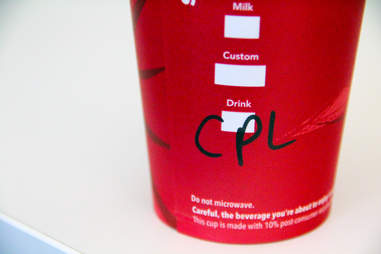 Milk
Custom
Drink
CPL
Do not microwave.
Careful, the beverage you're about to enjoy
This cup is made with 10% post-consumer